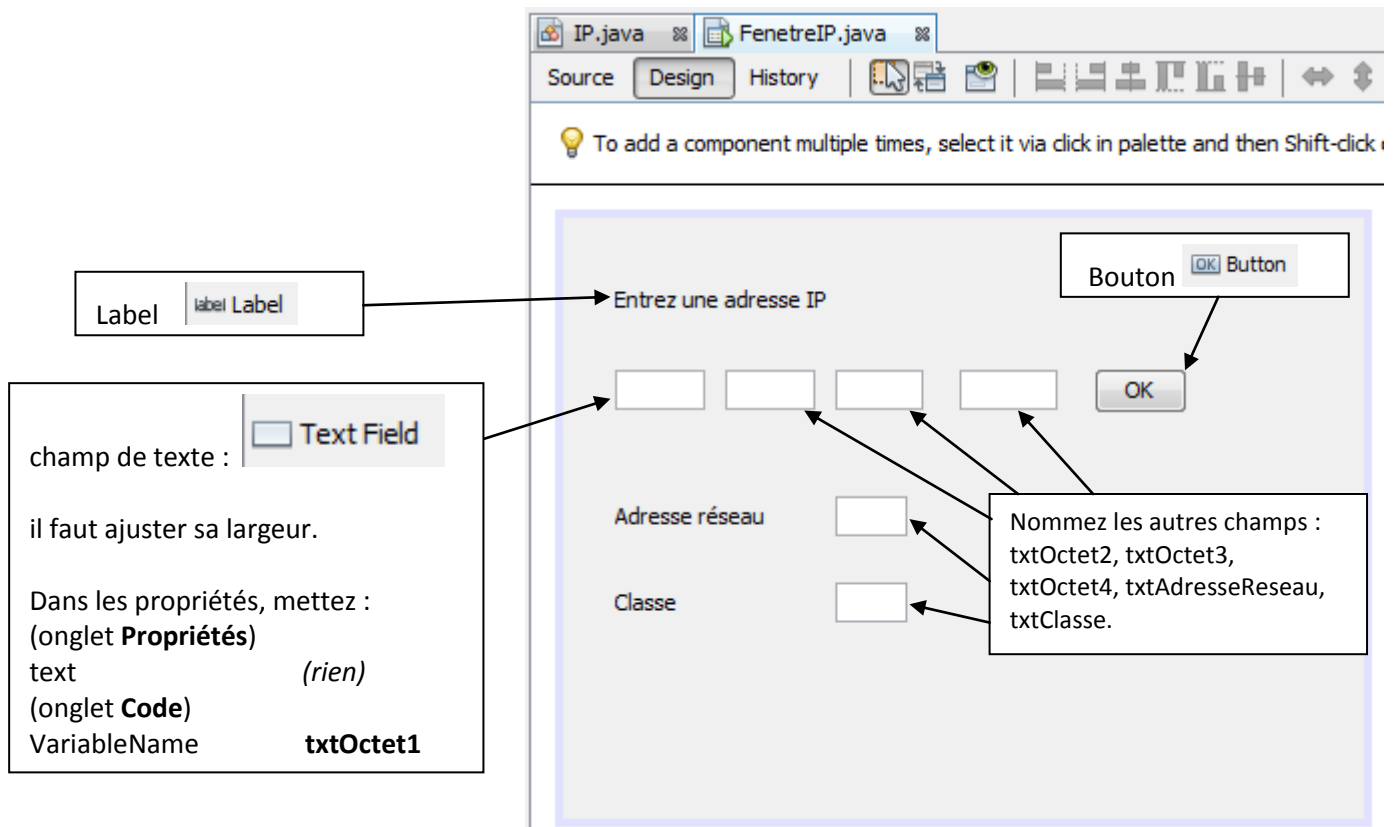 IP.java FenetreIP.java
Source Design History
To add a component multiple times, select it via click in palette and then Shift-click
Label label Label
Entrez une adresse IP
Bouton OK Button
OK
champ de texte : Text Field
il faut ajuster sa largeur.
Dans les propriétés, mettez :
(onglet Propriétés)
text (rien)
(onglet Code)
VariableName txtOctet1
Adresse réseau
Classe
Nommez les autres champs :
txtOctet2, txtOctet3,
txtOctet4, txtAdresseReseau,
txtClasse.